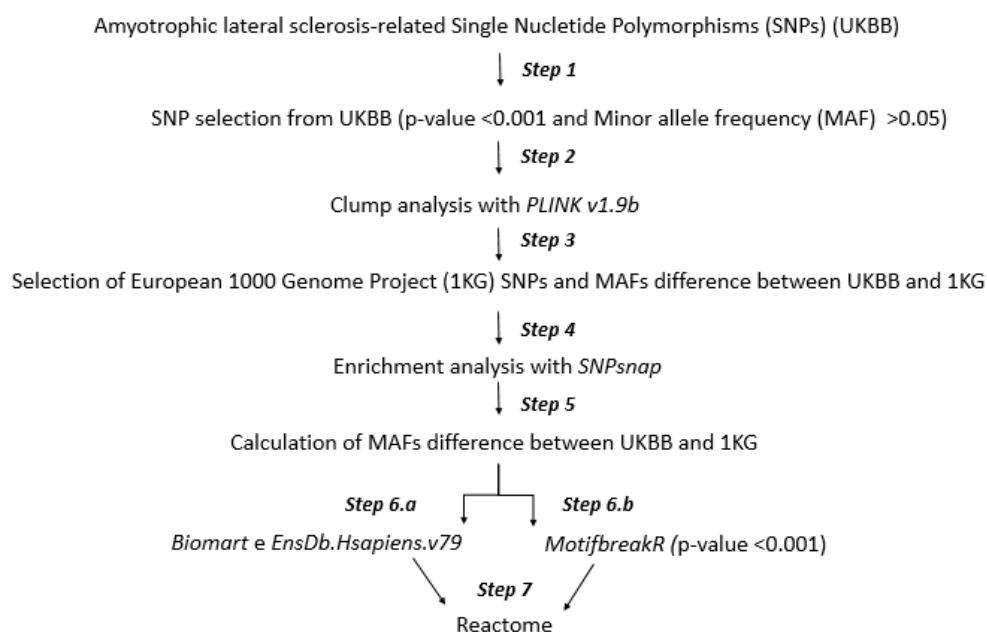 Amyotrophic lateral sclerosis-related Single Nucletide Polymorphisms (SNPs) (UKBB)
Step 1
SNP selection from UKBB (p-value <0.001 and Minor allele frequency (MAF) >0.05)
Step 2
Clump analysis with PLINK v1.9b
Step 3
Selection of European 1000 Genome Project (1KG) SNPs and MAFs difference between UKBB and 1KG
Step 4
Enrichment analysis with SNPsnap
Step 5
Calculation of MAFs difference between UKBB and 1KG
Step 6.a
Step 6.b
Biomart e EnsDb.Hsapiens.v79
MotifbreakR (p-value <0.001)
Step 7
Reactome